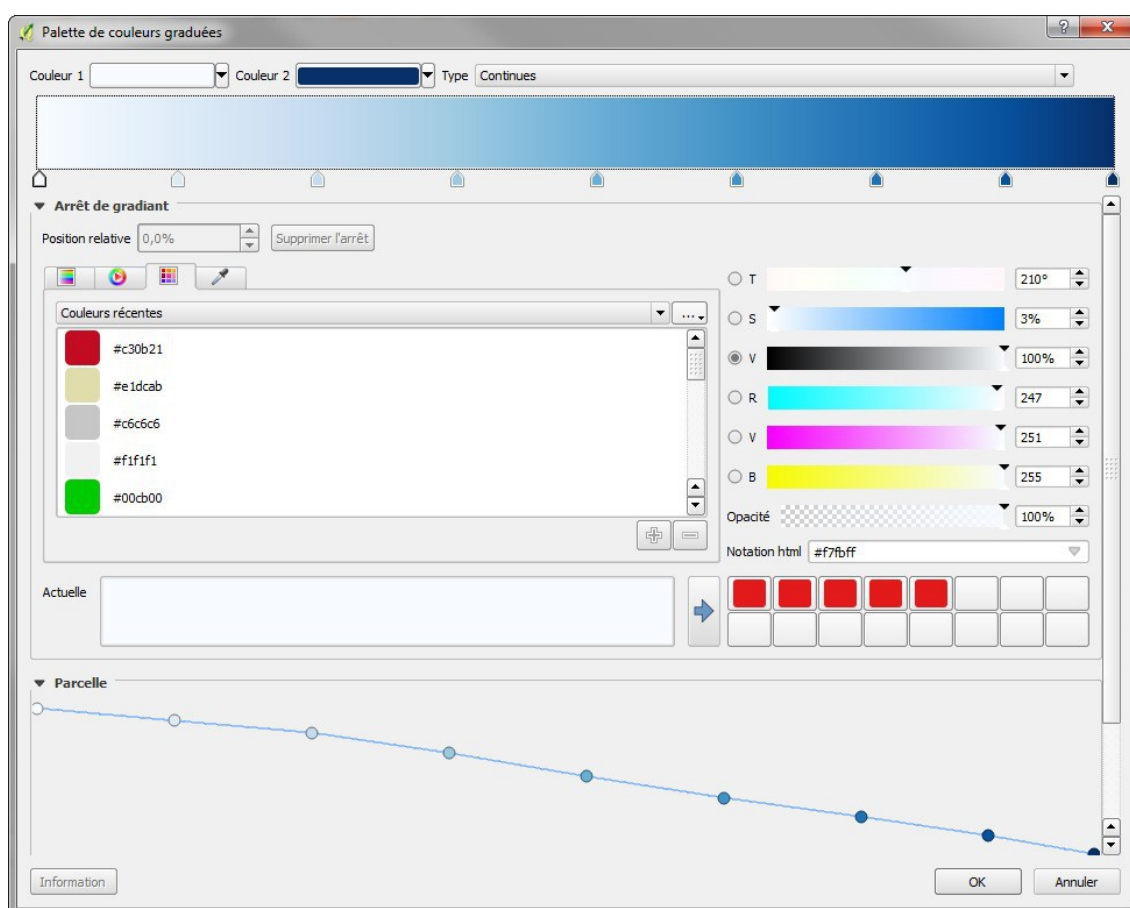 Palette de couleurs graduées
Couleur 1 Couleur 2 Type Continues
Arrêt de gradiant
Position relative 0,0% Supprimer l'arrêt
Couleurs récentes ...
#c30b21
#e1dcab
#c6c6c6
#f1f1f1
#00cb00
T 210°
S 3%
V 100%
R 247
V 251
B 255
Opacité 100%
Notation html #f7fbff
Actuelle
Parcelle
Information OK Annuler